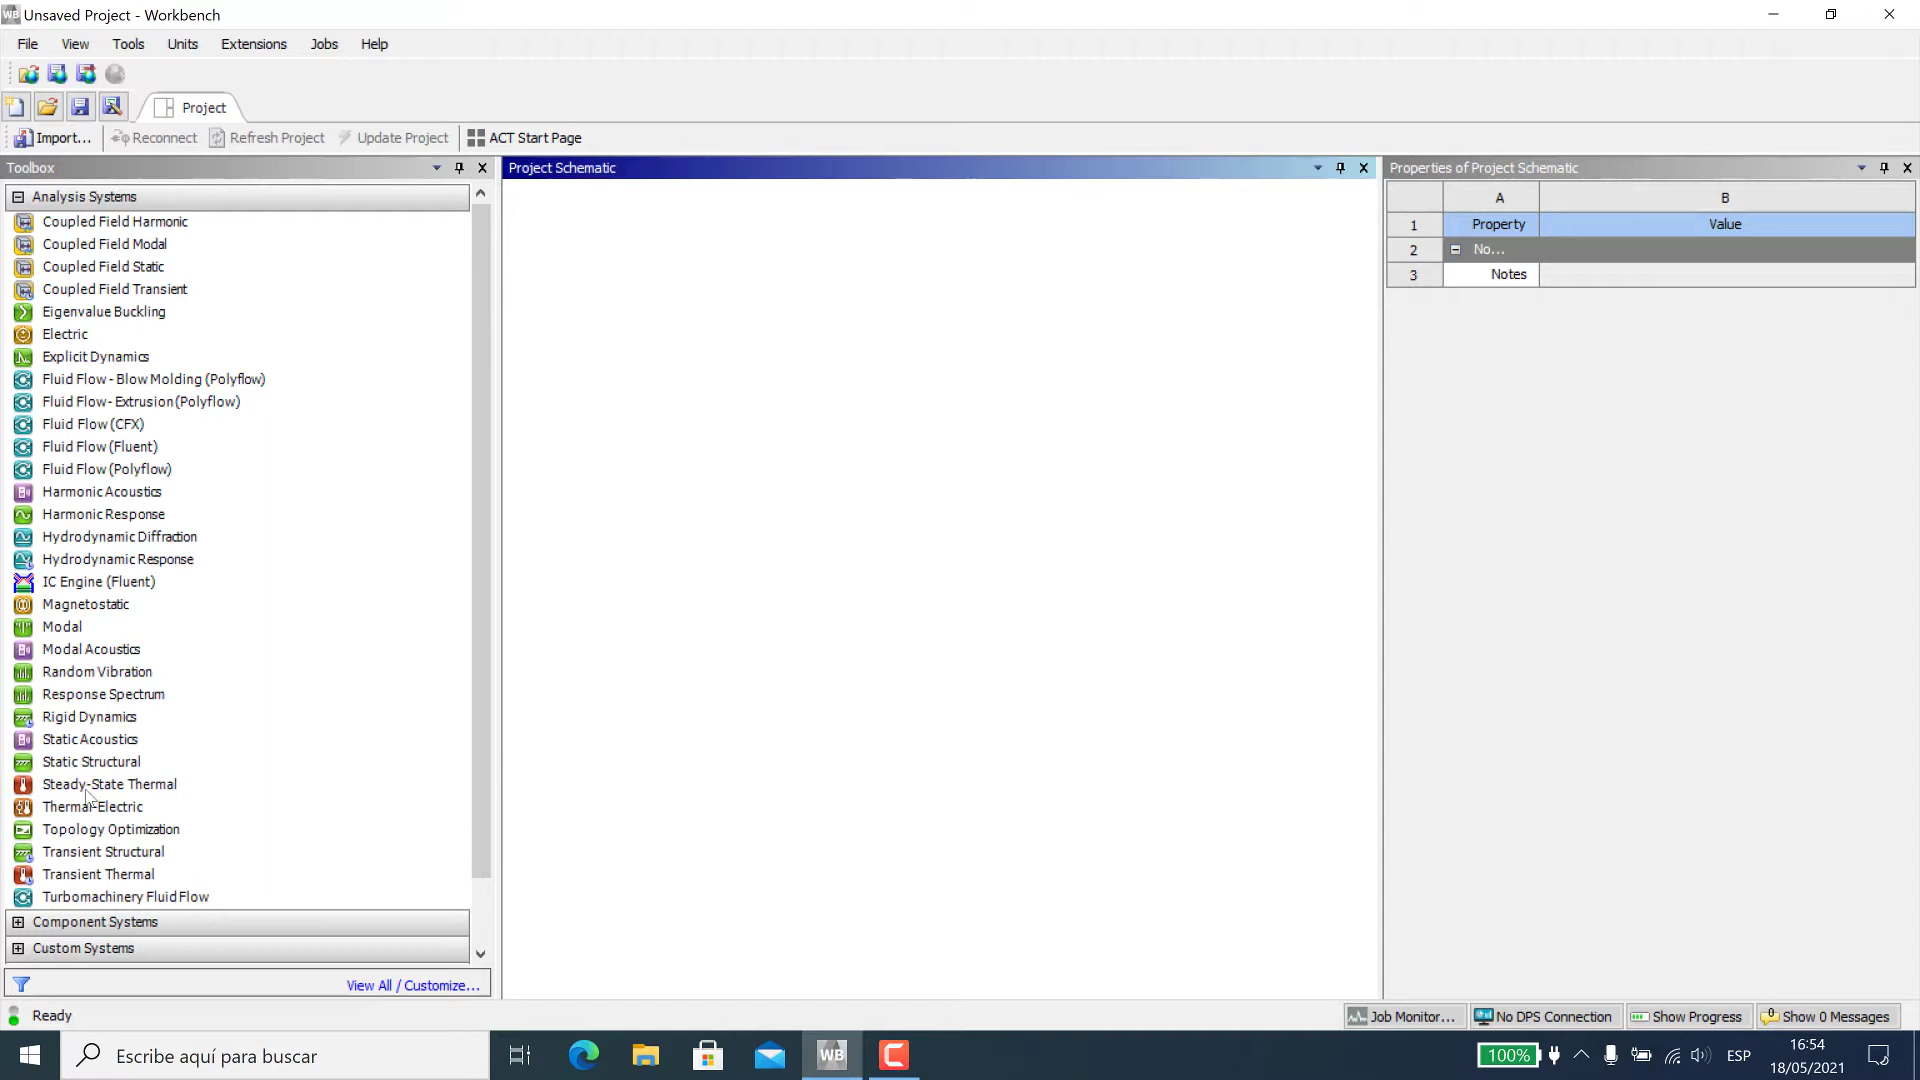 WB Unsaved Project - Workbench
File View Tools Units Extensions Jobs Help
Project
Import... Reconnect Refresh Project Update Project ACT Start Page
Toolbox
Analysis Systems
Coupled Field Harmonic
Coupled Field Modal
Coupled Field Static
Coupled Field Transient
Eigenvalue Buckling
Electric
Explicit Dynamics
Fluid Flow - Blow Molding (Polyflow)
Fluid Flow- Extrusion (Polyflow)
Fluid Flow (CFX)
Fluid Flow (Fluent)
Fluid Flow (Polyflow)
Harmonic Acoustics
Harmonic Response
Hydrodynamic Diffraction
Hydrodynamic Response
IC Engine (Fluent)
Magnetostatic
Modal
Modal Acoustics
Random Vibration
Response Spectrum
Rigid Dynamics
Static Acoustics
Static Structural
Steady-State Thermal
Thermal-Electric
Topology Optimization
Transient Structural
Transient Thermal
Turbomachinery Fluid Flow
Component Systems
Custom Systems
View All / Customize...
Project Schematic
Properties of Project Schematic
A B
1 Property Value
2 No...
3 Notes
Ready
Job Monitor... No DPS Connection Show Progress Show 0 Messages
Escribe aquí para buscar
WB
100%
ESP
16:54
18/05/2021